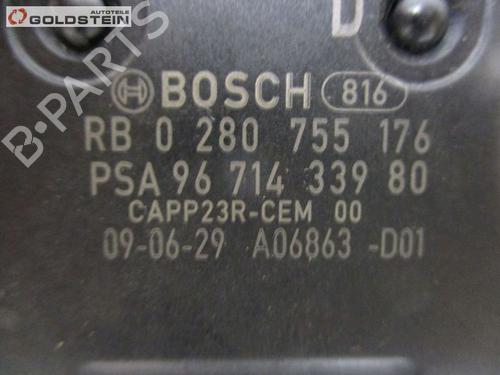 AUTOTEILE
GOLDSTEIN
D
BOSCH 816
RB 0 280 755 176
PSA 96 714 339 80
CAPP23R-CEM 00
09-06-29 A06863 -D01
B-PARTS